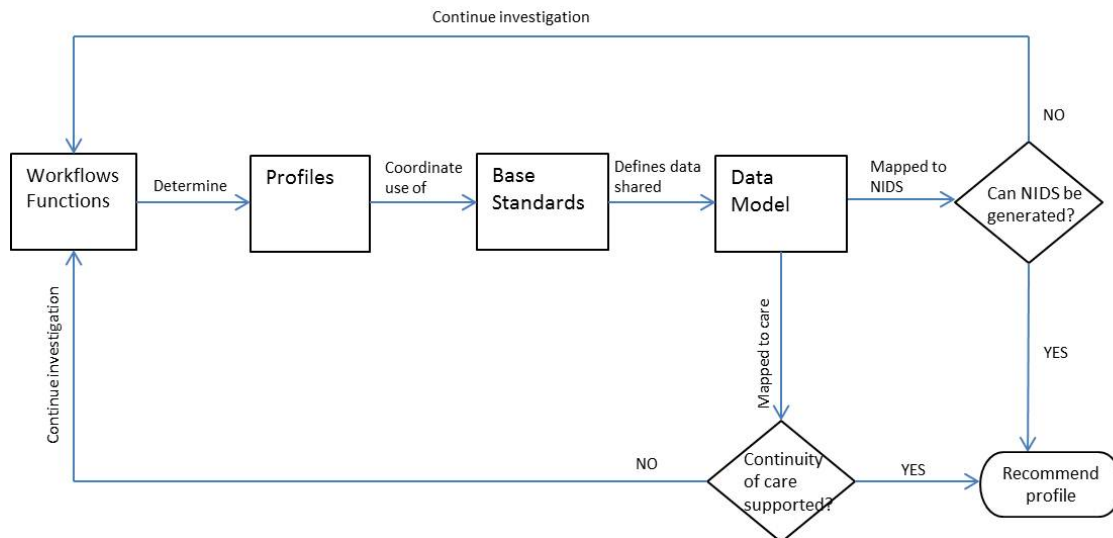 Continue investigation
NO
Workflows
Functions
Determine
Profiles
Coordinate
use of
Base
Standards
Defines data
shared
Data
Model
Mapped to
NIDS
Can NIDS be
generated?
Continue investigation
Mapped to care
YES
NO
Continuity
of care
supported?
YES
Recommend
profile